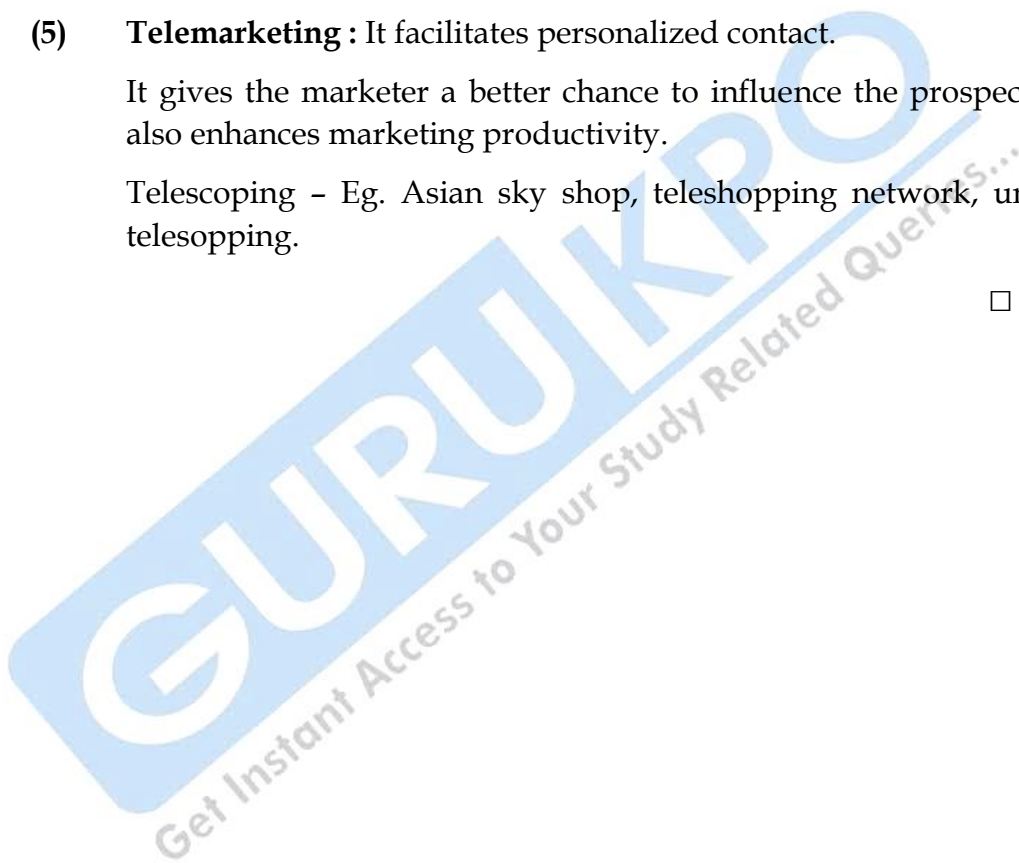 (5) Telemarketing : It facilitates personalized contact.
It gives the marketer a better chance to influence the prospec
also enhances marketing productivity.
Telescoping – Eg. Asian sky shop, teleshopping network, u
telesopping.
□
GURUKPO
Get Instant Access to Your Study Related Queries...